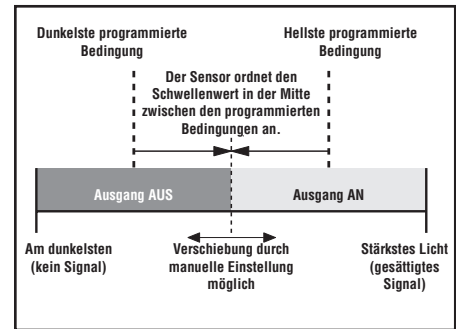 Dunkelste programmierte
Bedingung
Hellste programmierte
Bedingung
Der Sensor ordnet den
Schwellenwert in der Mitte
zwischen den programmierten
Bedingungen an.
Ausgang AUS
Ausgang AN
Am dunkelsten
(kein Signal)
Verschiebung durch
manuelle Einstellung
möglich
Stärkstes Licht
(gesättigtes
Signal)